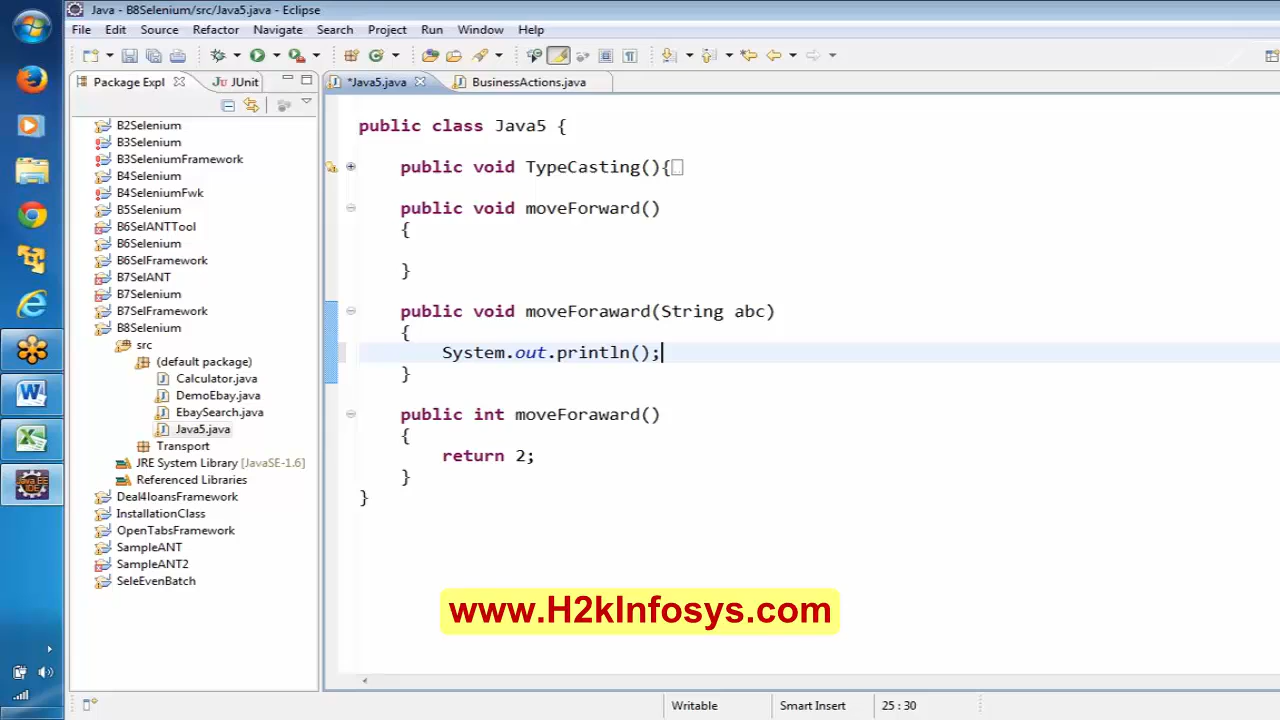 Java - B8Selenium/src/Java5.java - Eclipse
File Edit Source Refactor Navigate Search Project Run Window Help
Package Expl JUnit *Java5.java BusinessActions.java
B2Selenium
B3Selenium
B3SeleniumFramework
B4Selenium
B4SeleniumFwk
B5Selenium
B6SelANTTool
B6Selenium
B6SelFramework
B7SelANT
B7Selenium
B7SelFramework
B8Selenium
src
(default package)
Calculator.java
DemoEbay.java
EbaySearch.java
Java5.java
Transport
JRE System Library [JavaSE-1.6]
Referenced Libraries
Deal4loansFramework
InstallationClass
OpenTabsFramework
SampleANT
SampleANT2
SeleEvenBatch
public class Java5 {
public void TypeCasting(){
public void moveForward()
{
}
public void moveForaward(String abc)
{
System.out.println();
}
public int moveForaward()
{
return 2;
}
}
www.H2kInfosys.com
Java EE
IDE
Writable Smart Insert 25 : 30